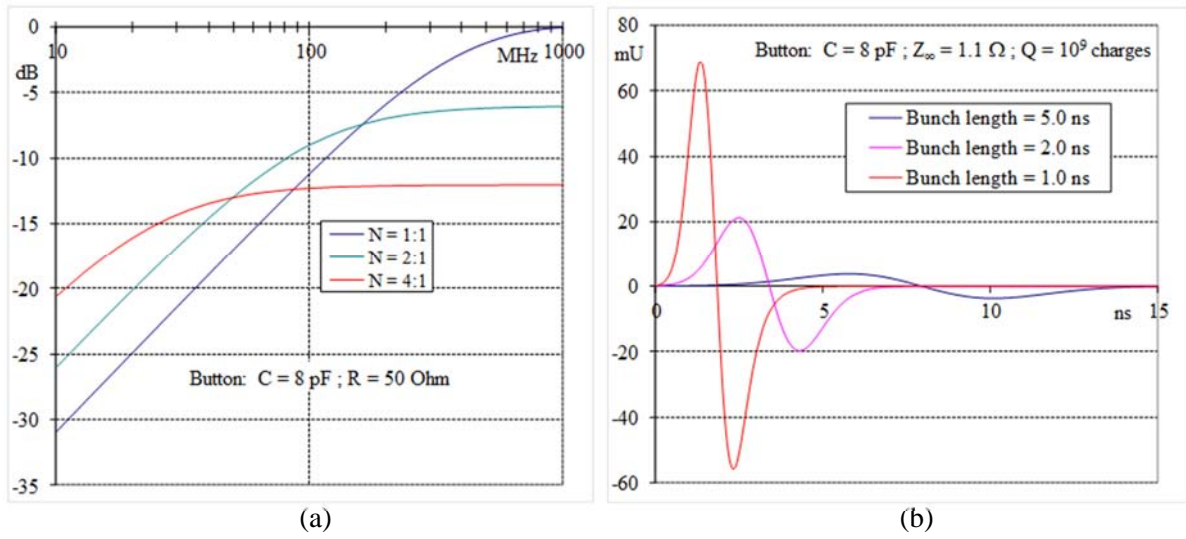 0
10
100
1000
MHz
dB
-5
-10
-15
-20
-25
-30
-35
N = 1:1
N = 2:1
N = 4:1
Button: C = 8 pF ; R = 50 Ohm
(a)
80
mU
60
40
20
0
-20
-40
-60
Button: C = 8 pF ; Z∞ = 1.1 Ω ; Q = 10⁹ charges
Bunch length = 5.0 ns
Bunch length = 2.0 ns
Bunch length = 1.0 ns
0
5
10
15
ns
(b)